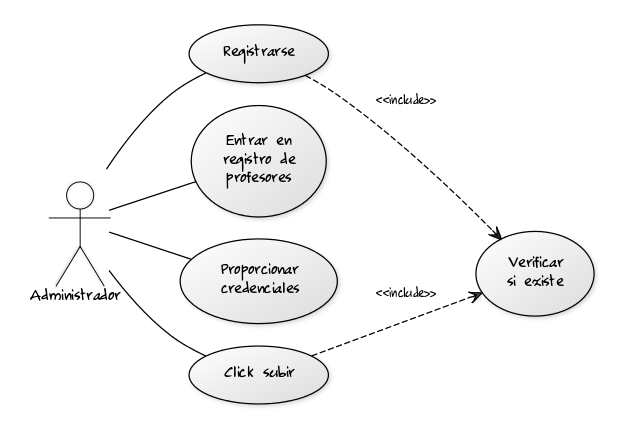 Registrarse
<<include>>
Entrar en
registro de
profesores
Administrador
Proporcionar
credenciales
Verificar
si existe
<<include>>
Click subir